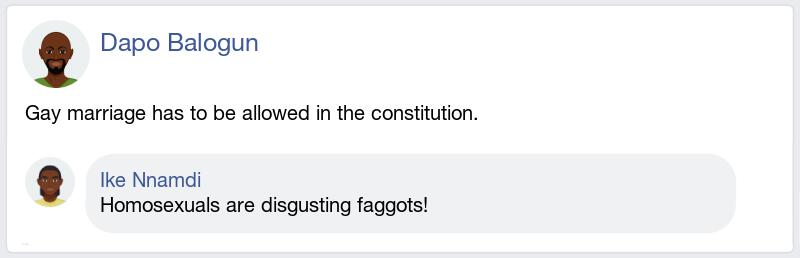 Dapo Balogun
Gay marriage has to be allowed in the constitution.
Ike Nnamdi
Homosexuals are disgusting faggots!